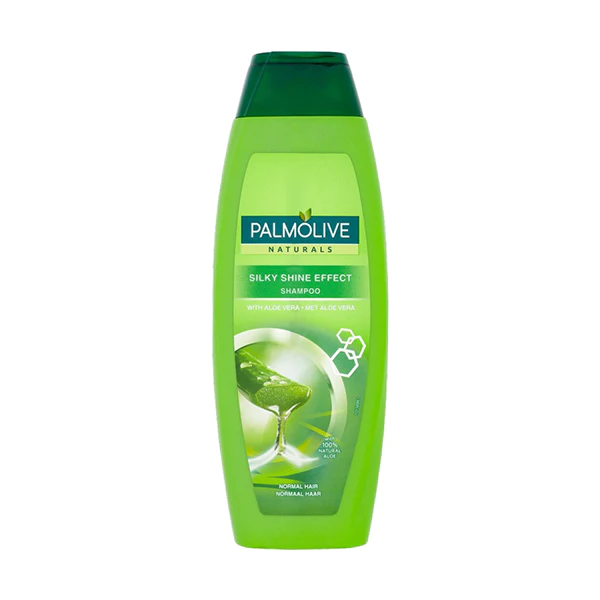 PALMOLIVE
NATURALS
SILKY SHINE EFFECT
SHAMPOO
WITH ALOE VERA • MET ALOE VERA
100%
NATURAL
ALOE
NORMAL HAIR
NORMAAL HAAR